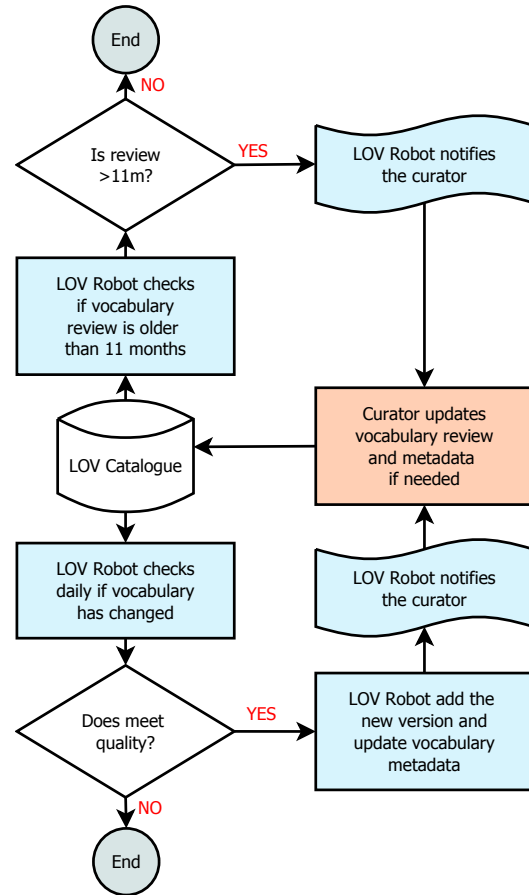 End
NO
Is review
>11m?
YES
LOV Robot notifies
the curator
LOV Robot checks
if vocabulary
review is older
than 11 months
LOV Catalogue
Curator updates
vocabulary review
and metadata
if needed
LOV Robot checks
daily if vocabulary
has changed
LOV Robot notifies
the curator
Does meet
quality?
YES
LOV Robot add the
new version and
update vocabulary
metadata
NO
End